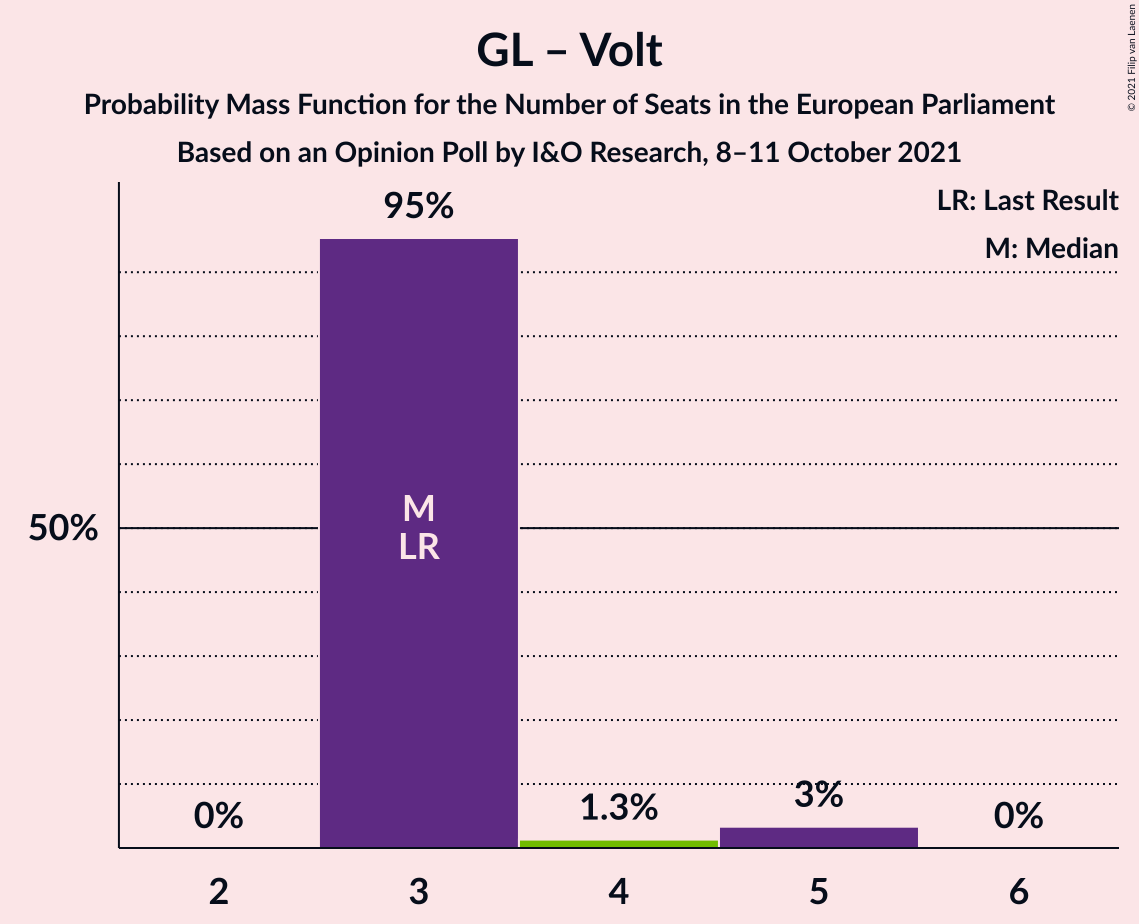 GL – Volt
Probability Mass Function for the Number of Seats in the European Parliament
Based on an Opinion Poll by I&O Research, 8–11 October 2021
© 2021 Filip van Laenen
LR: Last Result
M: Median
95%
M
LR
50%
0%
1.3%
3%
0%
2
3
4
5
6